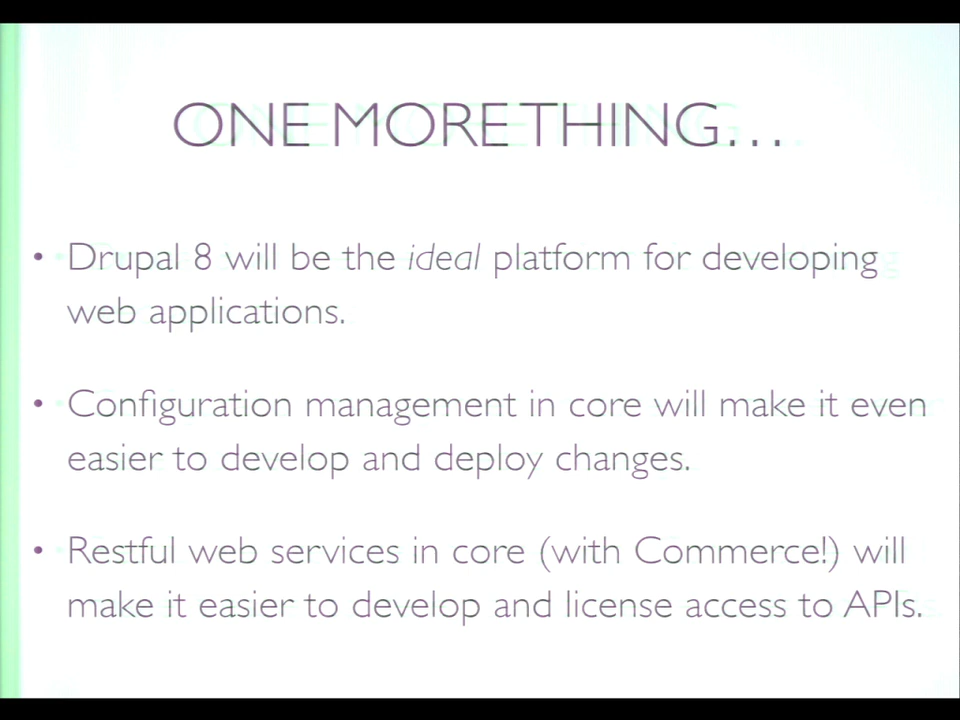 ONE MORE THING…
• Drupal 8 will be the ideal platform for developing
web applications.
• Configuration management in core will make it even
easier to develop and deploy changes.
• Restful web services in core (with Commerce!) will
make it easier to develop and license access to APIs.